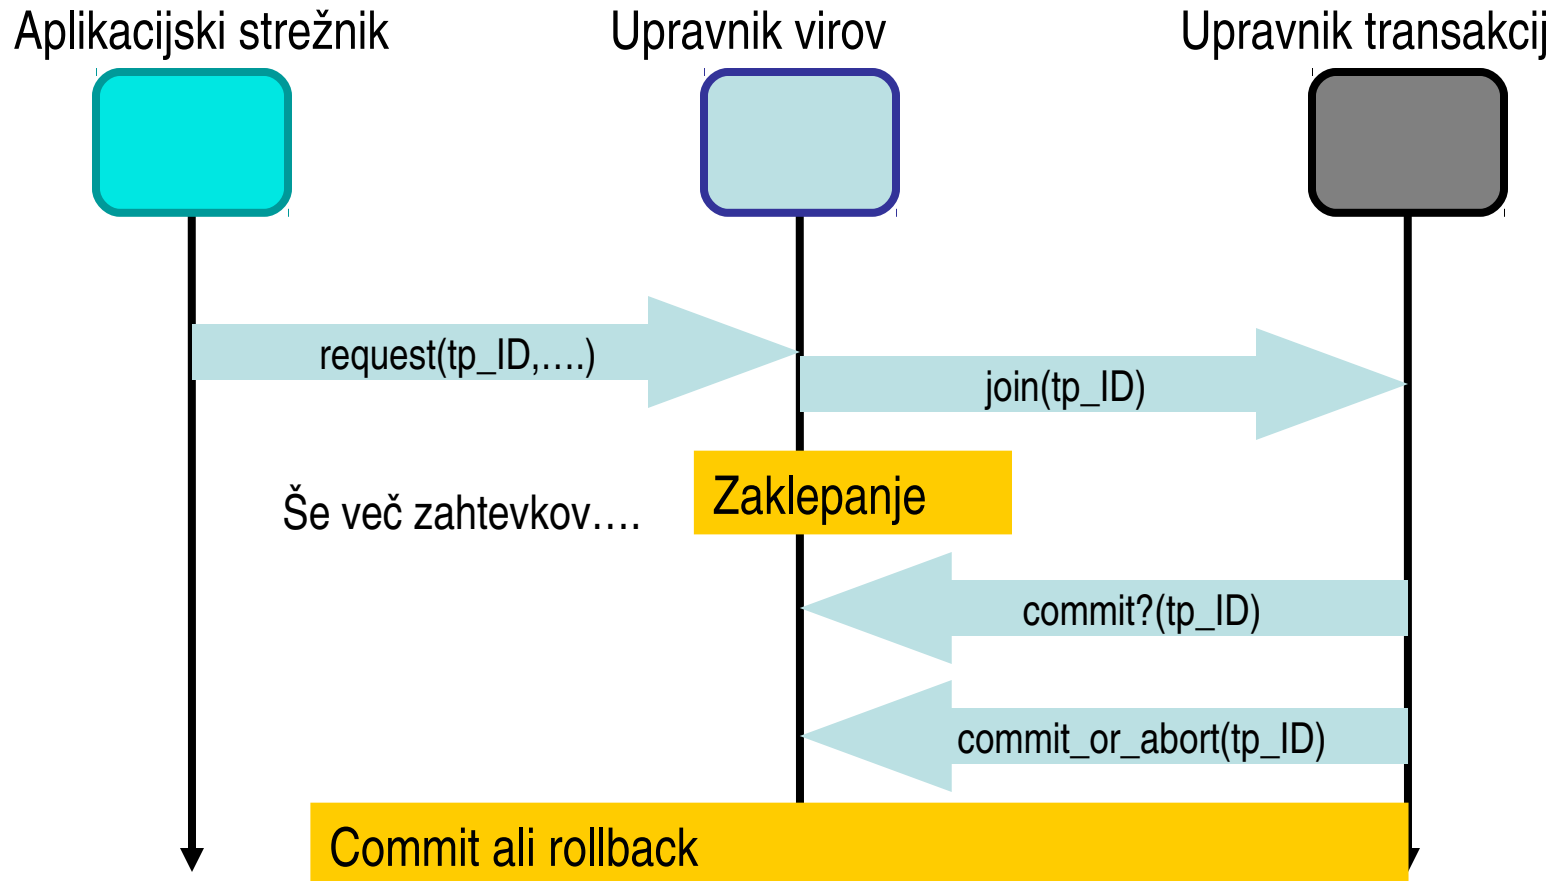 Aplikacijski strežnik
Upravnik virov
Upravnik transakcij
request(tp_ID,….)
join(tp_ID)
Zaklepanje
Še več zahtevkov….
commit?(tp_ID)
commit_or_abort(tp_ID)
Commit ali rollback